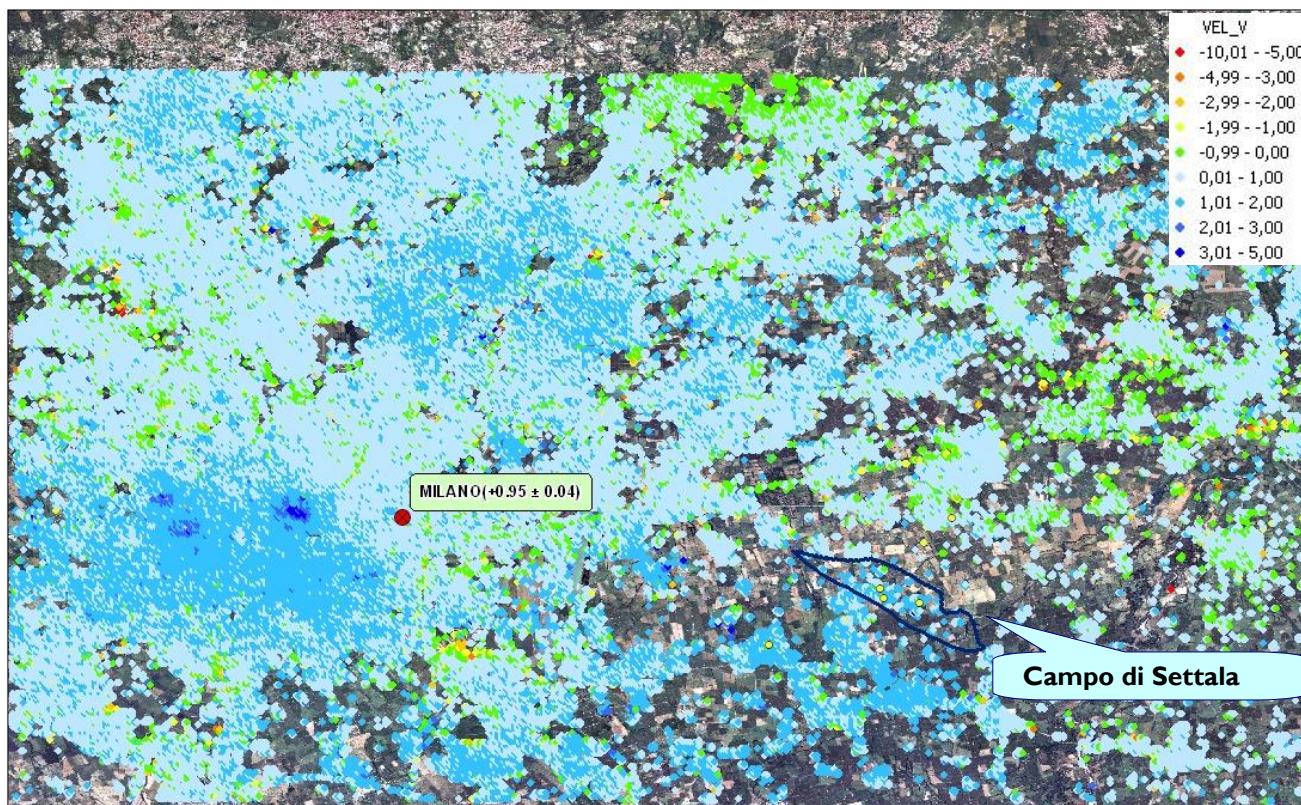 VEL_V
-10,01 - -5,00
-4,99 - -3,00
-2,99 - -2,00
-1,99 - -1,00
-0,99 - 0,00
0,01 - 1,00
1,01 - 2,00
2,01 - 3,00
3,01 - 5,00
MILANO(+0.95 ± 0.04)
Campo di Settala